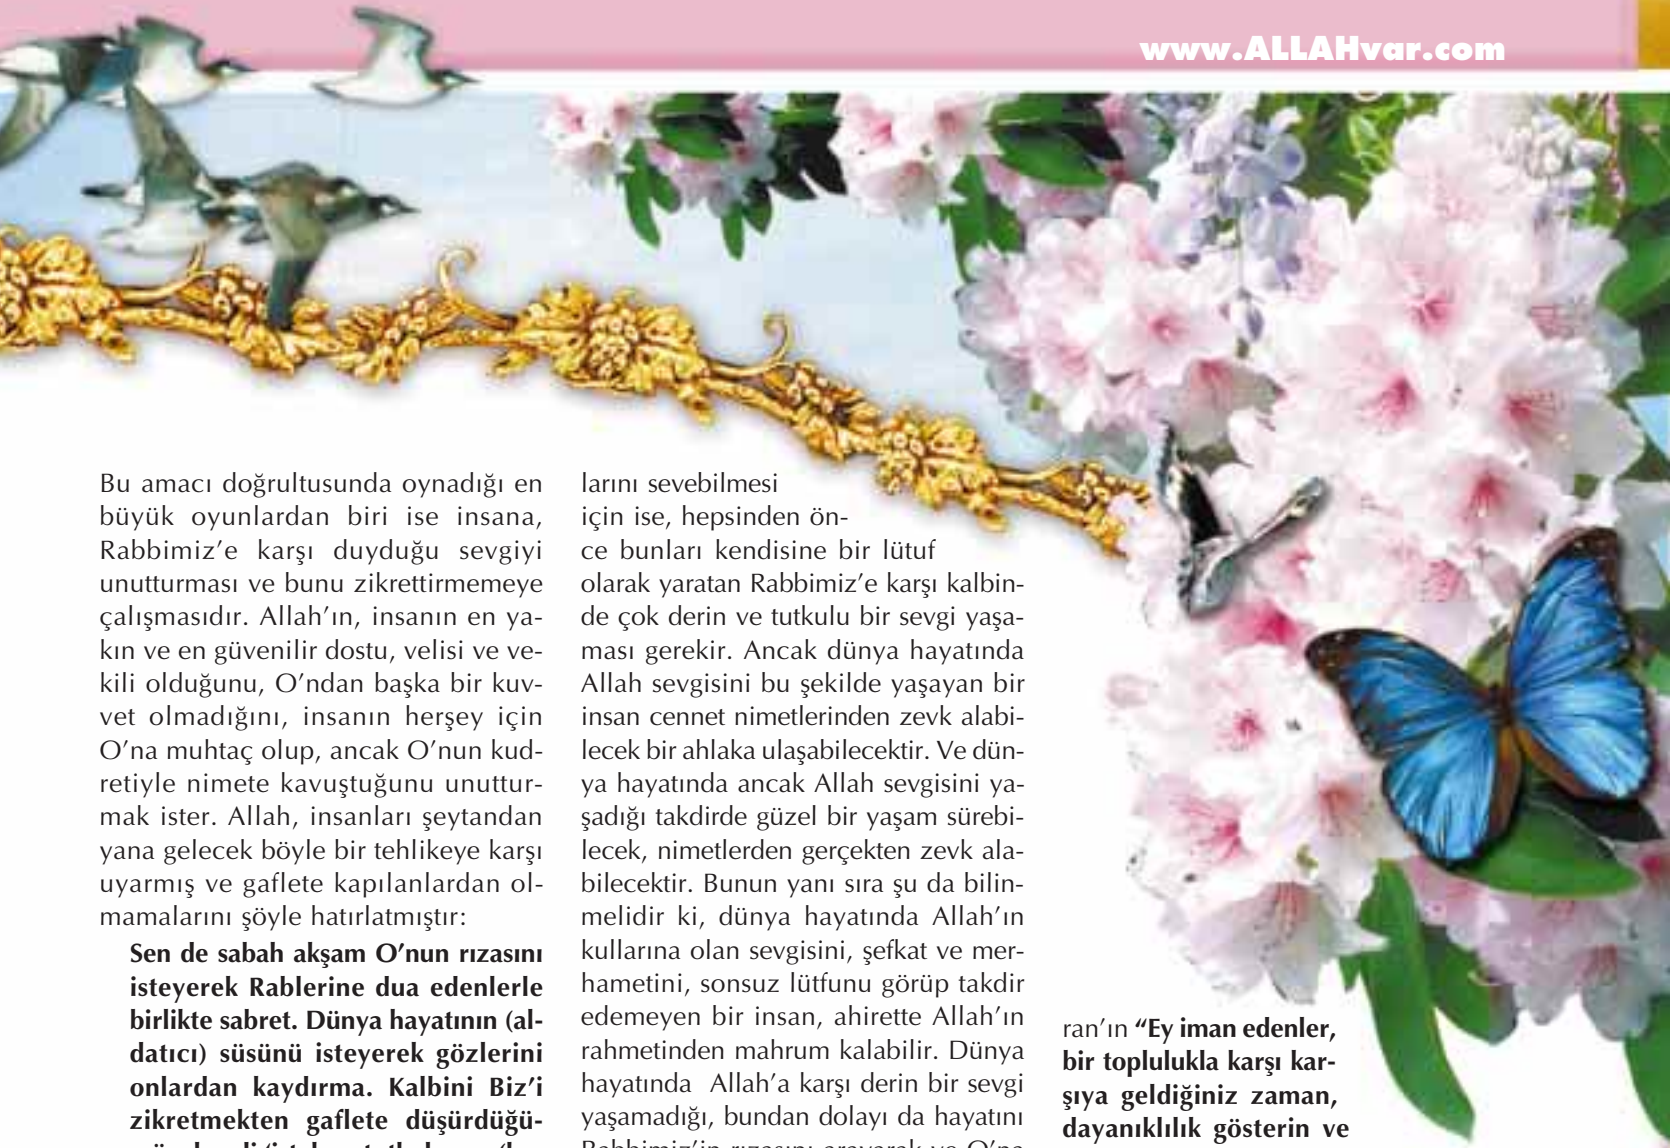 www.ALLAHvar.com
Bu amacı doğrultusunda oynadığı en
büyük oyunlardan biri ise insana,
Rabbimiz’e karşı duyduğu sevgiyi
unutturması ve bunu zikrettirmemeye
çalışmasıdır. Allah’ın, insanın en ya-
kın ve en güvenilir dostu, velisi ve ve-
kili olduğunu, O’ndan başka bir kuv-
vet olmadığını, insanın herşey için
O’na muhtaç olup, ancak O’nun kud-
retiyle nimete kavuştuğunu unuttur-
mak ister. Allah, insanları şeytandan
yana gelecek böyle bir tehlikeye karşı
uyarmış ve gaflete kapılanlardan ol-
mamalarını şöyle hatırlatmıştır:
Sen de sabah akşam O’nun rızasını
isteyerek Rablerine dua edenlerle
birlikte sabret. Dünya hayatının (al-
datıcı) süsünü isteyerek gözlerini
onlardan kaydırma. Kalbini Biz’i
zikretmekten gaflete düşürdüğü-
larını sevebilmesi
için ise, hepsinden ön-
ce bunları kendisine bir lütuf
olarak yaratan Rabbimiz’e karşı kalbin-
de çok derin ve tutkulu bir sevgi yaşa-
ması gerekir. Ancak dünya hayatında
Allah sevgisini bu şekilde yaşayan bir
insan cennet nimetlerinden zevk alabi-
lecek bir ahlaka ulaşabilecektir. Ve dün-
ya hayatında ancak Allah sevgisini ya-
şadığı takdirde güzel bir yaşam sürebi-
lecek, nimetlerden gerçekten zevk ala-
bilecektir. Bunun yanı sıra şu da bilin-
melidir ki, dünya hayatında Allah’ın
kullarına olan sevgisini, şefkat ve mer-
hametini, sonsuz lütfunu görüp takdir
edemeyen bir insan, ahirette Allah’ın
rahmetinden mahrum kalabilir. Dünya
hayatında Allah’a karşı derin bir sevgi
yaşamadığı, bundan dolayı da hayatını
Rabbimiz’in rızasını arayarak ve O’na
ran’ın “Ey iman edenler,
bir toplulukla karşı kar-
şıya geldiğiniz zaman,
dayanıklılık gösterin ve